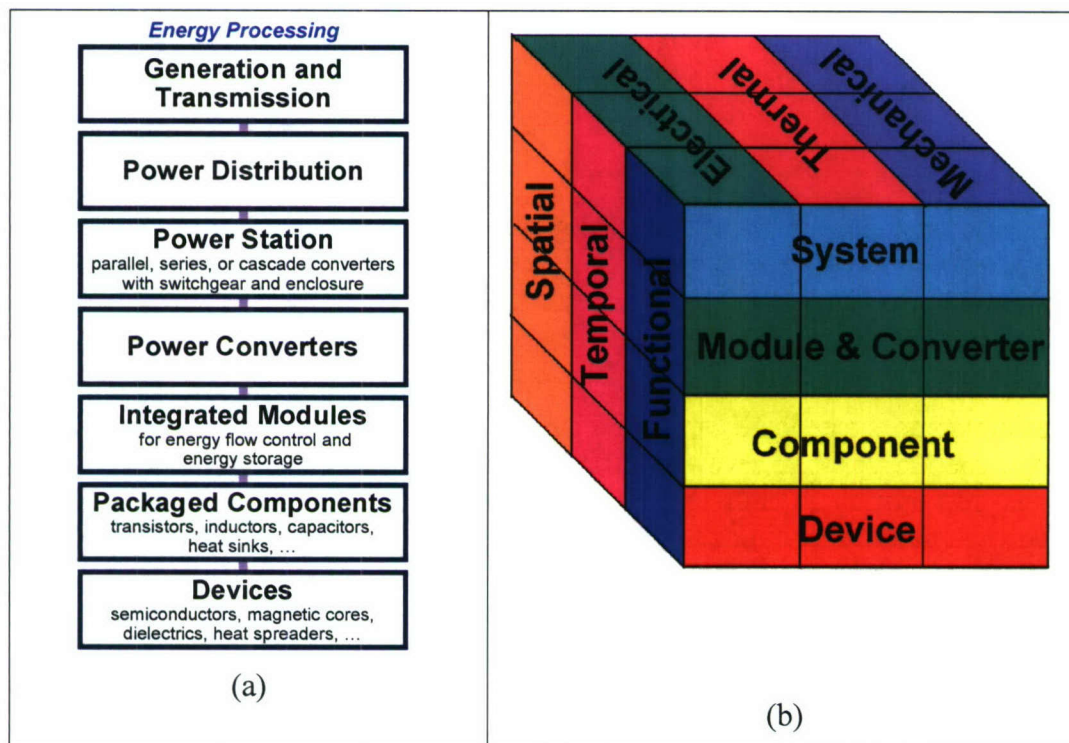 Energy Processing
Generation and
Transmission
Power Distribution
Power Station
parallel, series, or cascade converters
with switchgear and enclosure
Power Converters
Integrated Modules
for energy flow control and
energy storage
Packaged Components
transistors, inductors, capacitors,
heat sinks, ...
Devices
semiconductors, magnetic cores,
dielectrics, heat spreaders, ...
(a)
Electrical
Thermal
Mechanical
Spatial
Temporal
Functional
System
Module & Converter
Component
Device
(b)